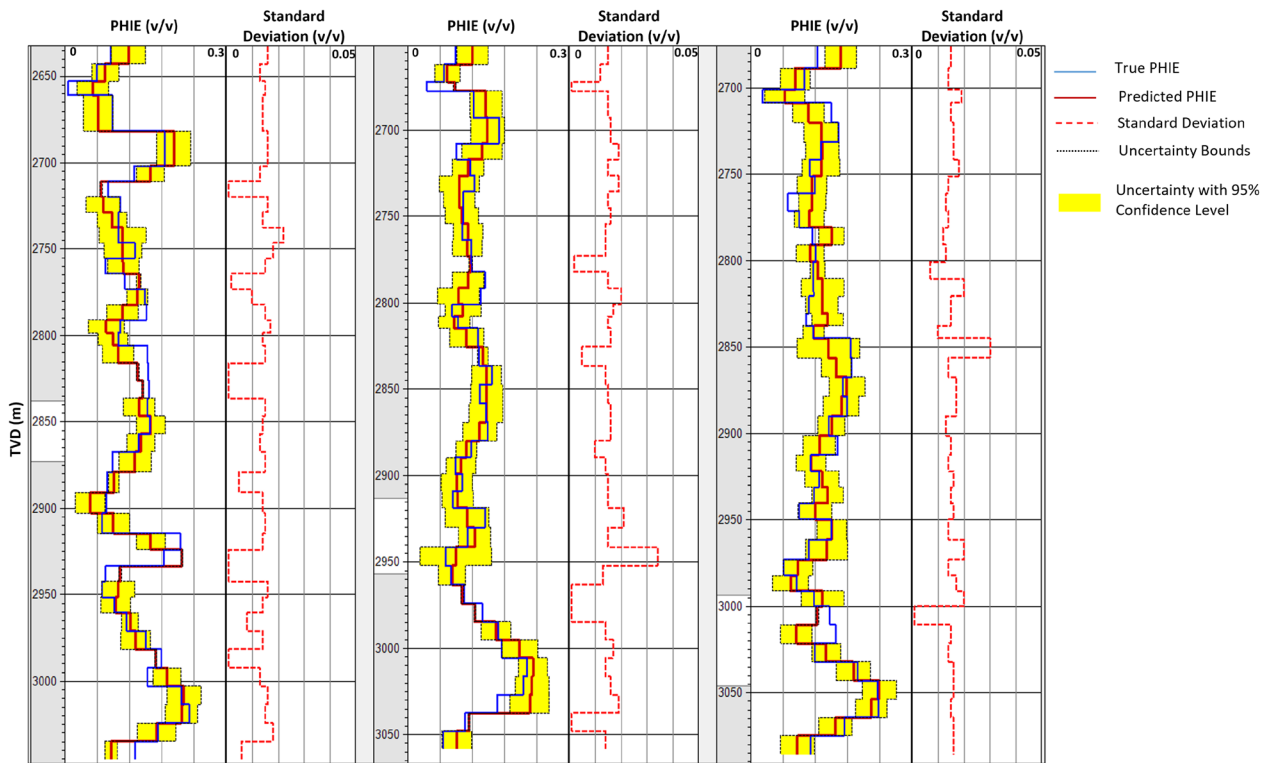 PHIE (v/v)
Standard
Deviation (v/v)
0
0.3
0
0.05
TVD (m)
2650
2700
2750
2800
2850
2900
2950
3000
PHIE (v/v)
Standard
Deviation (v/v)
0
0.3
0
0.05
2700
2750
2800
2850
2900
2950
3000
3050
PHIE (v/v)
Standard
Deviation (v/v)
0
0.3
0
0.05
2700
2750
2800
2850
2900
2950
3000
3050
True PHIE
Predicted PHIE
Standard Deviation
Uncertainty Bounds
Uncertainty with 95%
Confidence Level